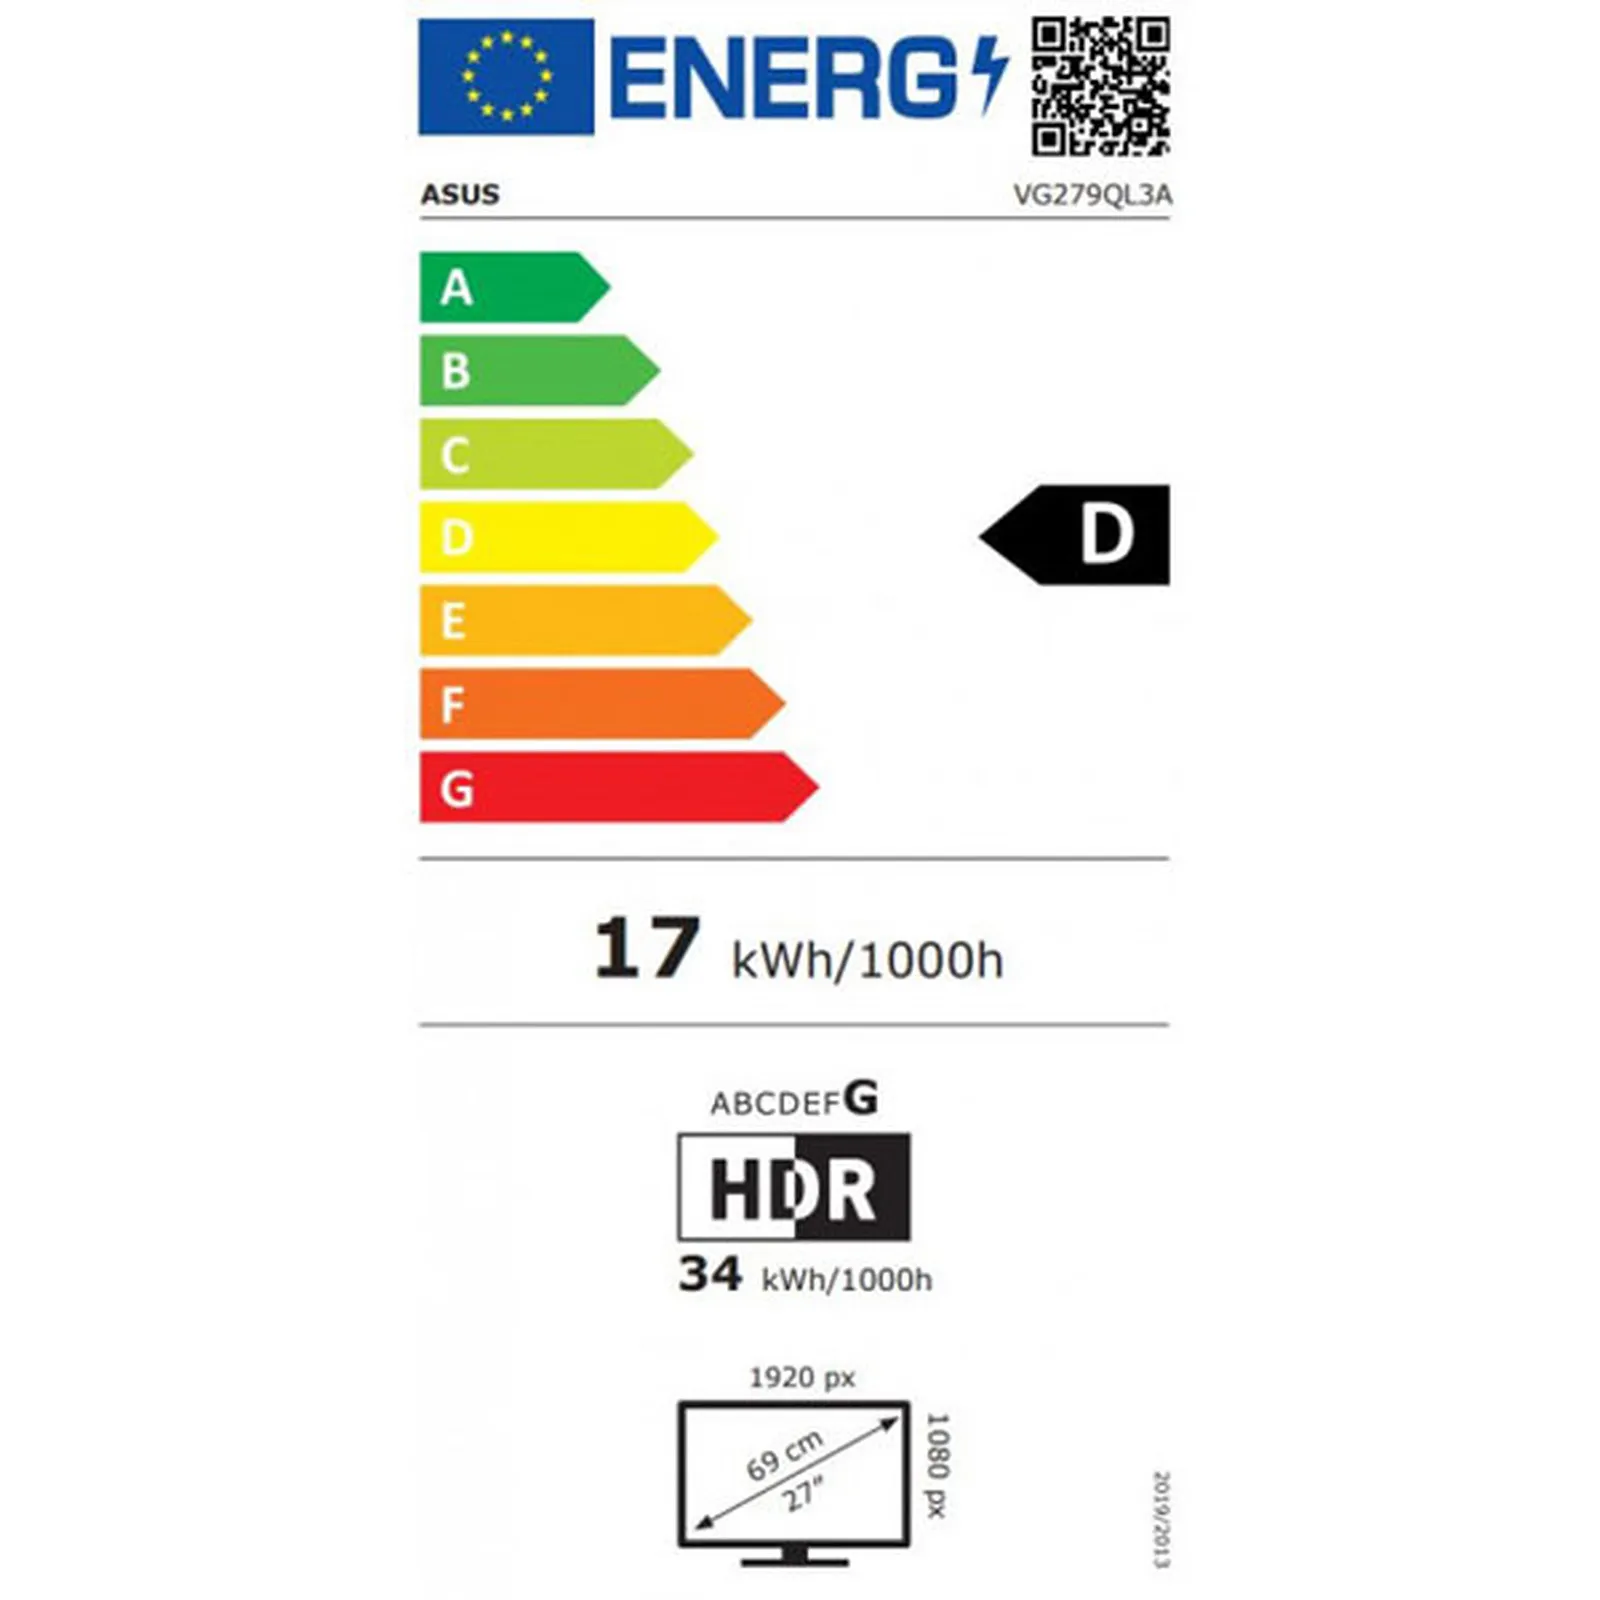 ENERG
ASUS VG279QL3A
A
B
C
D
D
E
F
G
17 kWh/1000h
ABCDEFG
HDR
34 kWh/1000h
1920 px
69 cm
27"
1080 px
2019/2013